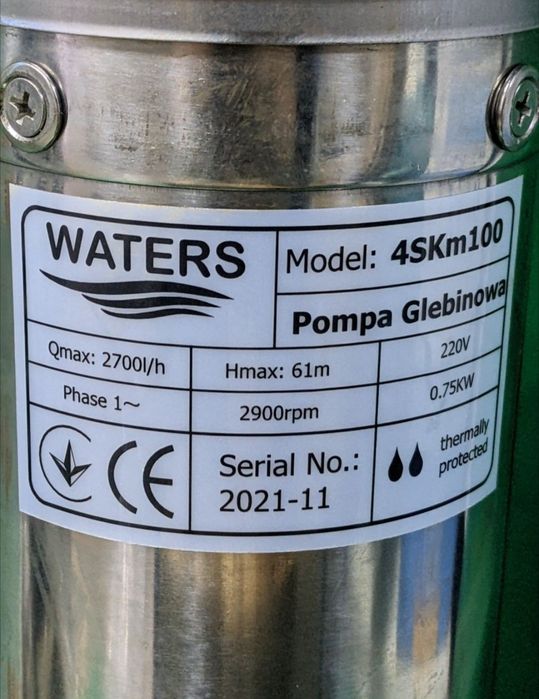 WATERS
Model: 4SKm100
Pompa Glebinowa
Qmax: 2700l/h
Hmax: 61m
220V
Phase 1~
2900rpm
0.75KW
CE
Serial No.:
2021-11
thermally
protected